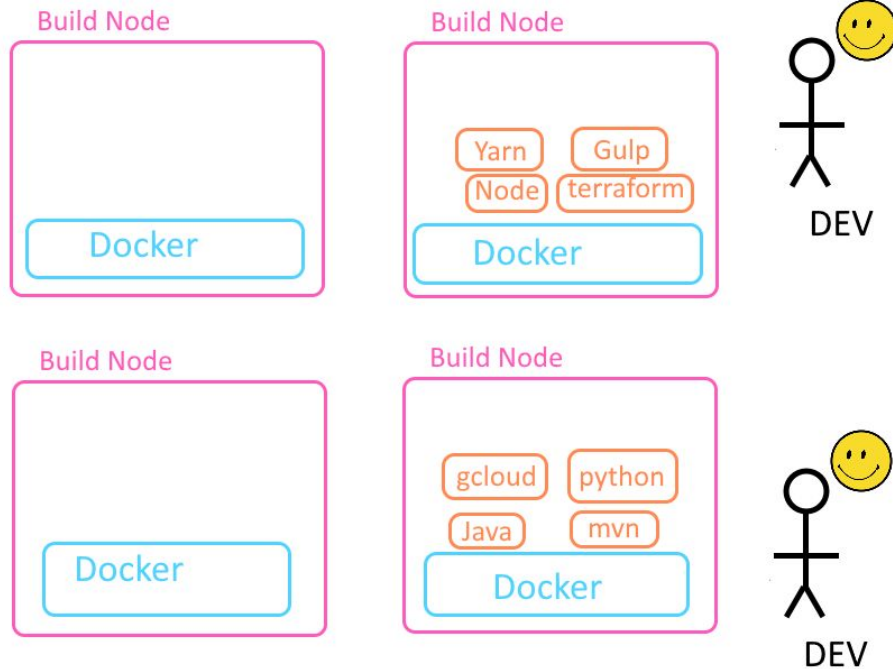 Build Node
Build Node
Yarn
Gulp
Node
terraform
Docker
Docker
DEV
Build Node
Build Node
gcloud
python
Java
mvn
Docker
Docker
DEV